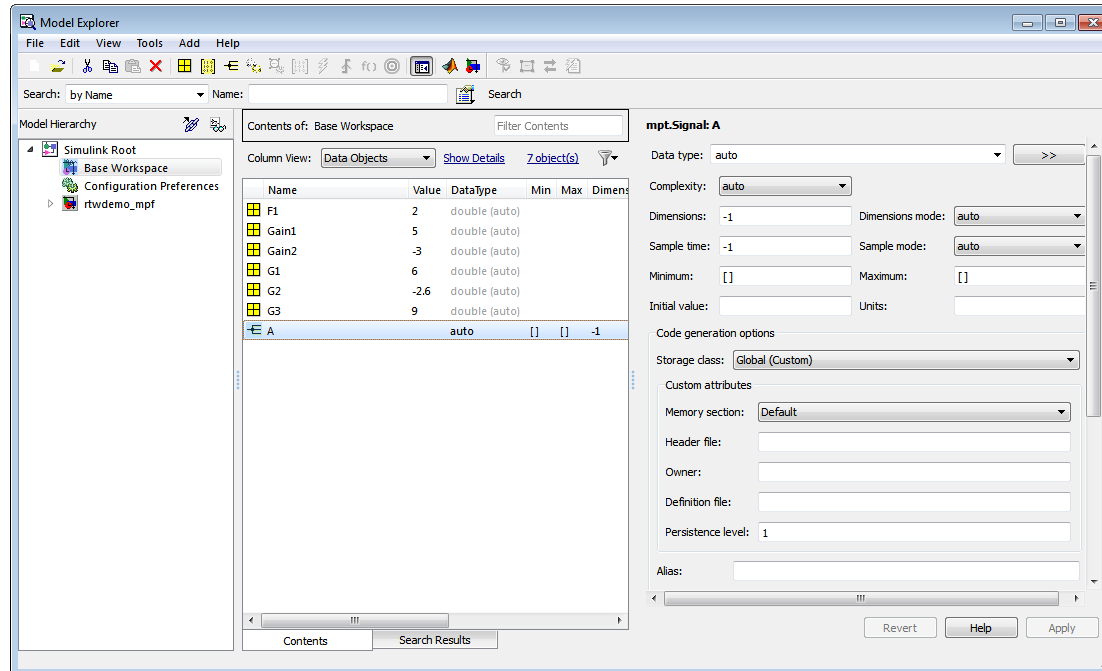 Model Explorer
File Edit View Tools Add Help
f()
Search: by Name Name: Search
Model Hierarchy
Simulink Root
Base Workspace
Configuration Preferences
rtwdemo_mpf
Contents of: Base Workspace Filter Contents
Column View: Data Objects Show Details 7 object(s)
Name Value DataType Min Max Dimens
F1 2 double (auto)
Gain1 5 double (auto)
Gain2 -3 double (auto)
G1 6 double (auto)
G2 -2.6 double (auto)
G3 9 double (auto)
A auto [] [] -1
Contents Search Results
mpt.Signal: A
Data type: auto >>
Complexity: auto
Dimensions: -1 Dimensions mode: auto
Sample time: -1 Sample mode: auto
Minimum: [] Maximum: []
Initial value: Units:
Code generation options
Storage class: Global (Custom)
Custom attributes
Memory section: Default
Header file:
Owner:
Definition file:
Persistence level: 1
Alias:
Revert Help Apply